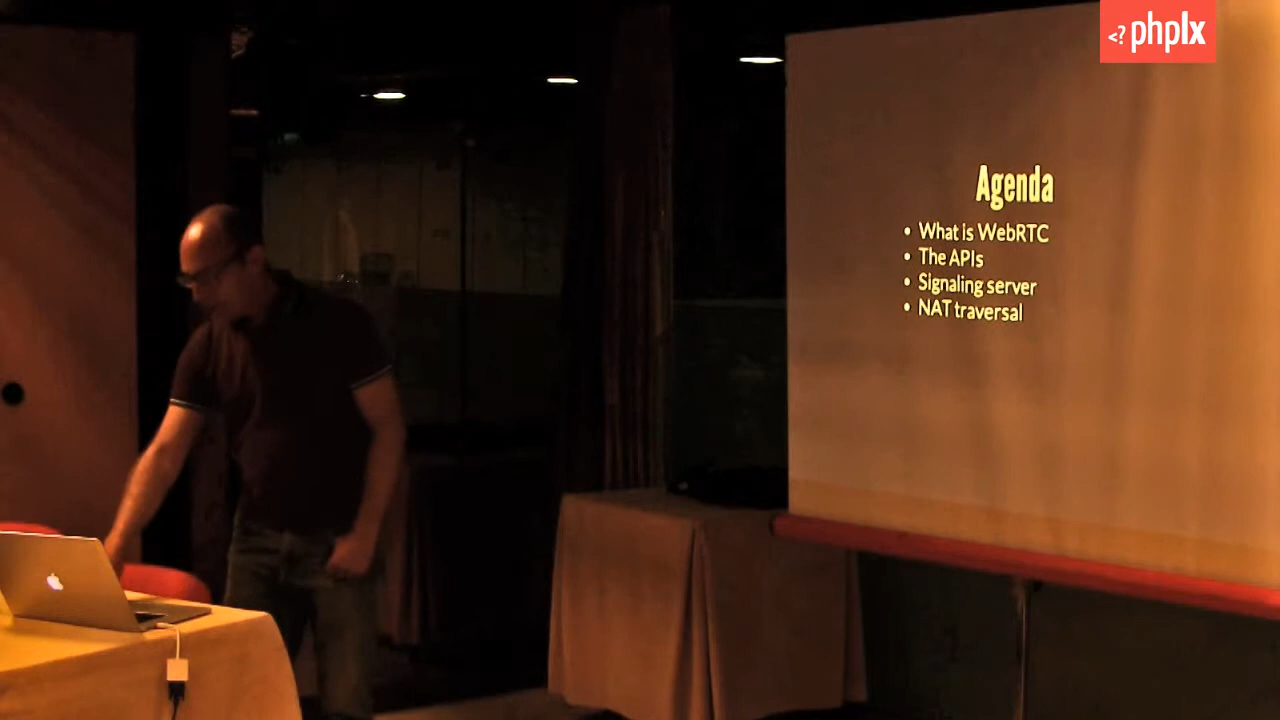 <? phplx
Agenda
• What is WebRTC
• The APIs
• Signaling server
• NAT traversal